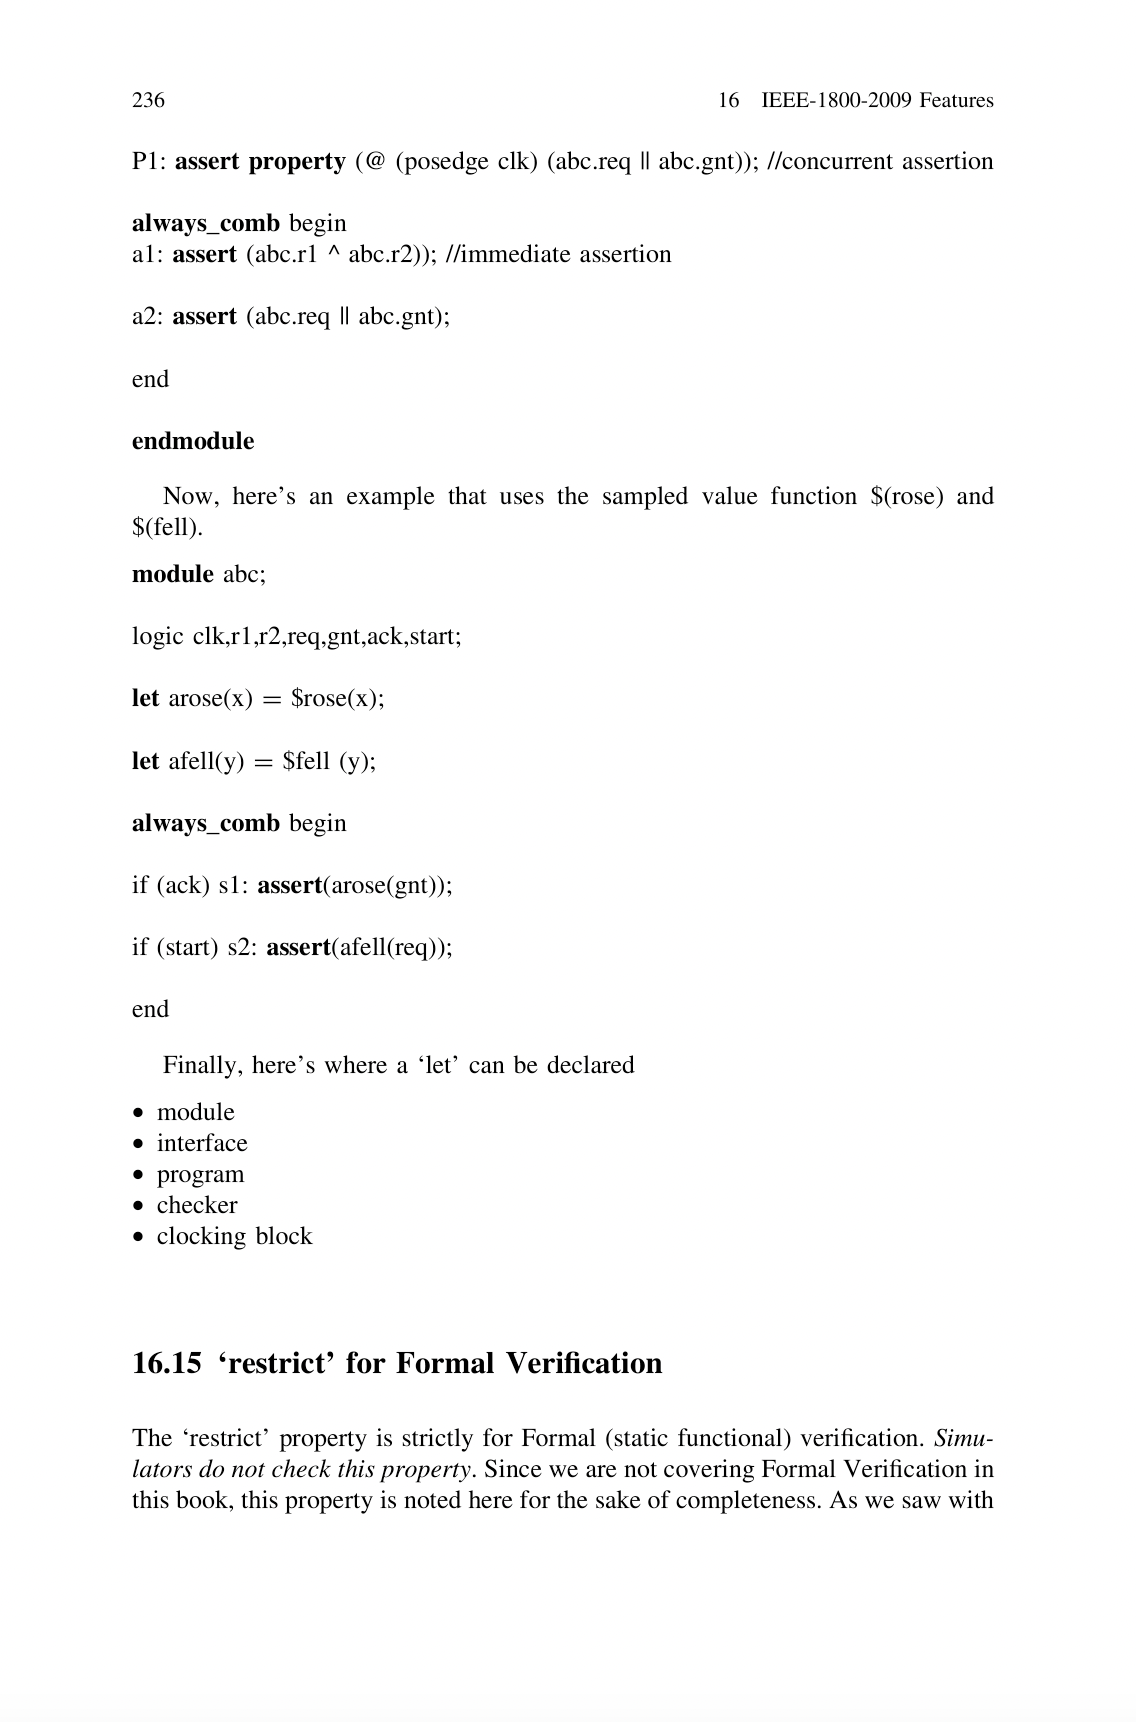 236
16 IEEE-1800-2009 Features
P1: assert property (@ (posedge clk) (abc.req || abc.gnt)); //concurrent assertion
always_comb begin
a1: assert (abc.r1 ^ abc.r2)); //immediate assertion
a2: assert (abc.req || abc.gnt);
end
endmodule
Now, here’s an example that uses the sampled value function $(rose) and
$(fell).
module abc;
logic clk,r1,r2,req,gnt,ack,start;
let arose(x) = $rose(x);
let afell(y) = $fell (y);
always_comb begin
if (ack) s1: assert(arose(gnt));
if (start) s2: assert(afell(req));
end
Finally, here’s where a ‘let’ can be declared
• module
• interface
• program
• checker
• clocking block
16.15 ‘restrict’ for Formal Verification
The ‘restrict’ property is strictly for Formal (static functional) verification. Simu-
lators do not check this property. Since we are not covering Formal Verification in
this book, this property is noted here for the sake of completeness. As we saw with